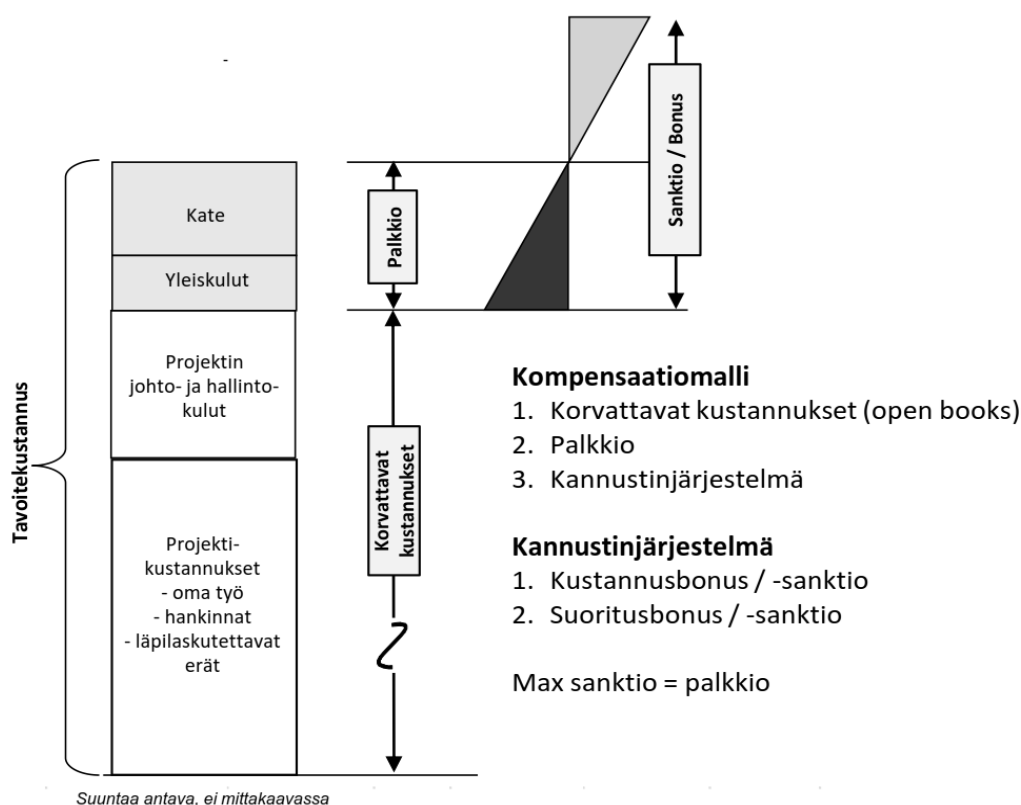 Tavoitekustannus
Kate
Yleiskulut
Projektin
johto- ja hallinto-
kulut
Projekti-
kustannukset
- oma työ
- hankinnat
- läpilaskutettavat
erät
Palkkio
Korvattavat
kustannukset
Sanktio / Bonus
Kompensaatiomalli
1. Korvattavat kustannukset (open books)
2. Palkkio
3. Kannustinjärjestelmä
Kannustinjärjestelmä
1. Kustannusbonus / -sanktio
2. Suoritusbonus / -sanktio
Max sanktio = palkkio
Suuntaa antava, ei mittakaavassa